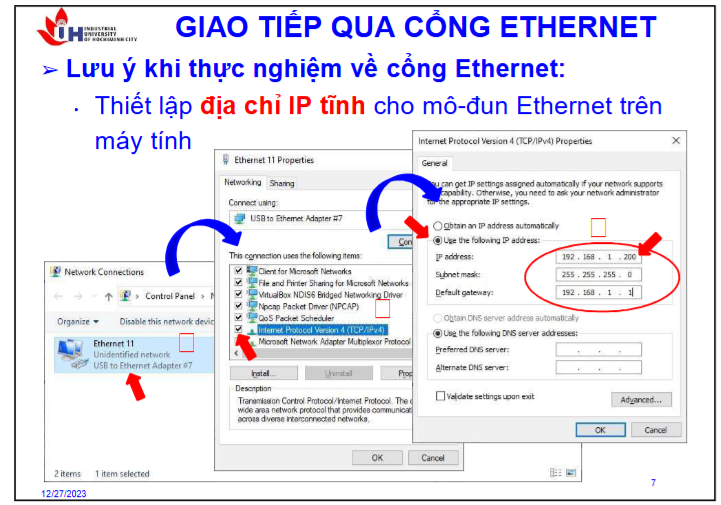 INDUSTRIAL
UNIVERSITY
OF HOCHIMINH CITY
GIAO TIẾP QUA CỔNG ETHERNET
➢ Lưu ý khi thực nghiệm về cổng Ethernet:
• Thiết lập địa chỉ IP tĩnh cho mô-đun Ethernet trên
máy tính
Network Connections
Control Panel
Organize
Disable this network devic
Ethernet 11
Unidentified network
USB to Ethernet Adapter #7
2 items 1 item selected
Ethernet 11 Properties
Networking Sharing
Connect using:
USB to Ethernet Adapter #7
Con
This connection uses the following items:
Client for Microsoft Networks
File and Printer Sharing for Microsoft Networks
VirtualBox NDIS6 Bridged Networking Driver
Npcap Packet Driver (NPCAP)
QoS Packet Scheduler
Internet Protocol Version 4 (TCP/IPv4)
Microsoft Network Adapter Multiplexor Protocol
Install... Uninstall Prop
Description
Transmission Control Protocol/Internet Protocol. The
wide area network protocol that provides communicat
across diverse interconnected networks.
OK Cancel
Internet Protocol Version 4 (TCP/IPv4) Properties
General
You can get IP settings assigned automatically if your network supports
capability. Otherwise, you need to ask your network administrator
for the appropriate IP settings.
Obtain an IP address automatically
Use the following IP address:
IP address: 192 . 168 . 1 . 200
Subnet mask: 255 . 255 . 255 . 0
Default gateway: 192 . 168 . 1 . 1
Obtain DNS server address automatically
Use the following DNS server addresses:
Preferred DNS server: . . .
Alternate DNS server: . . .
Validate settings upon exit
Advanced...
OK Cancel
12/27/2023
7